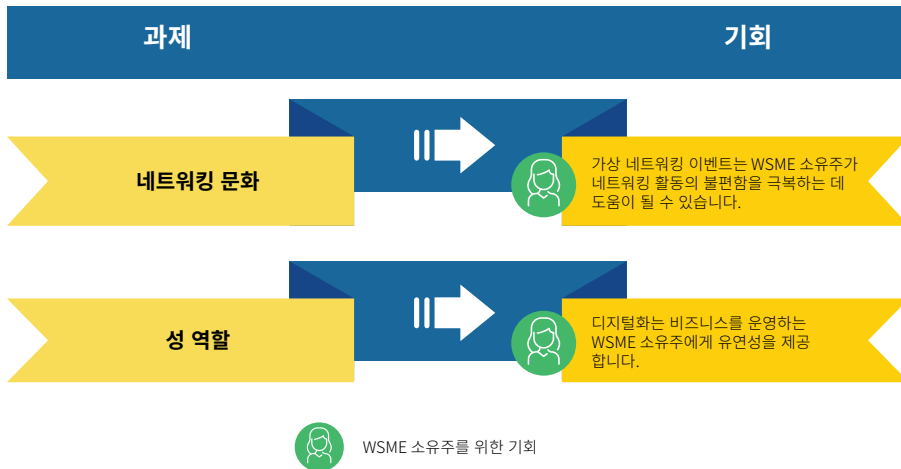 과제
기회
네트워킹 문화
가상 네트워킹 이벤트는 WSME 소유주가
네트워킹 활동의 불편함을 극복하는 데
도움이 될 수 있습니다.
성 역할
디지털화는 비즈니스를 운영하는
WSME 소유주에게 유연성을 제공
합니다.
WSME 소유주를 위한 기회